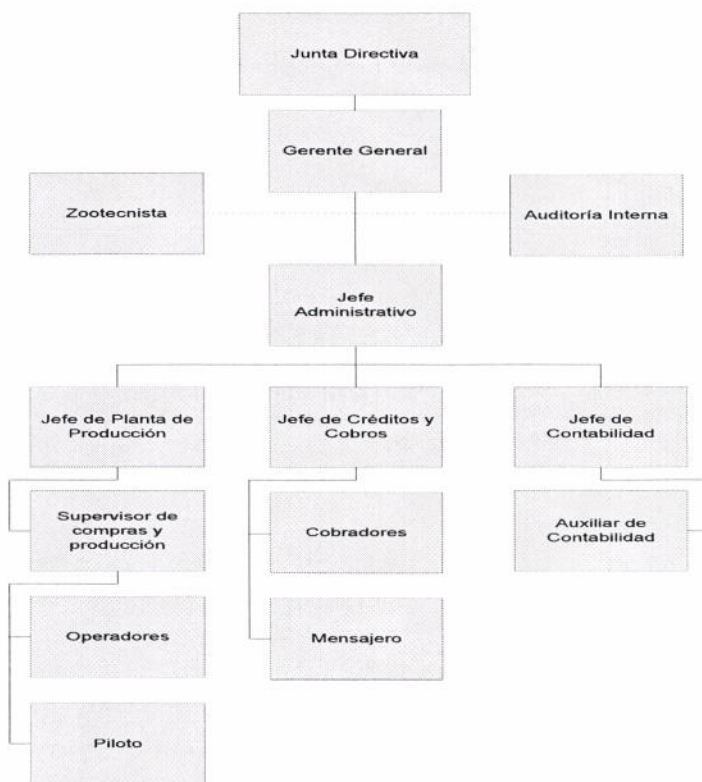 Junta Directiva
Gerente General
Zootecnista
Auditoría Interna
Jefe
Administrativo
Jefe de Planta de
Producción
Jefe de Créditos y
Cobros
Jefe de
Contabilidad
Supervisor de
compras y
producción
Cobradores
Auxiliar de
Contabilidad
Operadores
Mensajero
Piloto